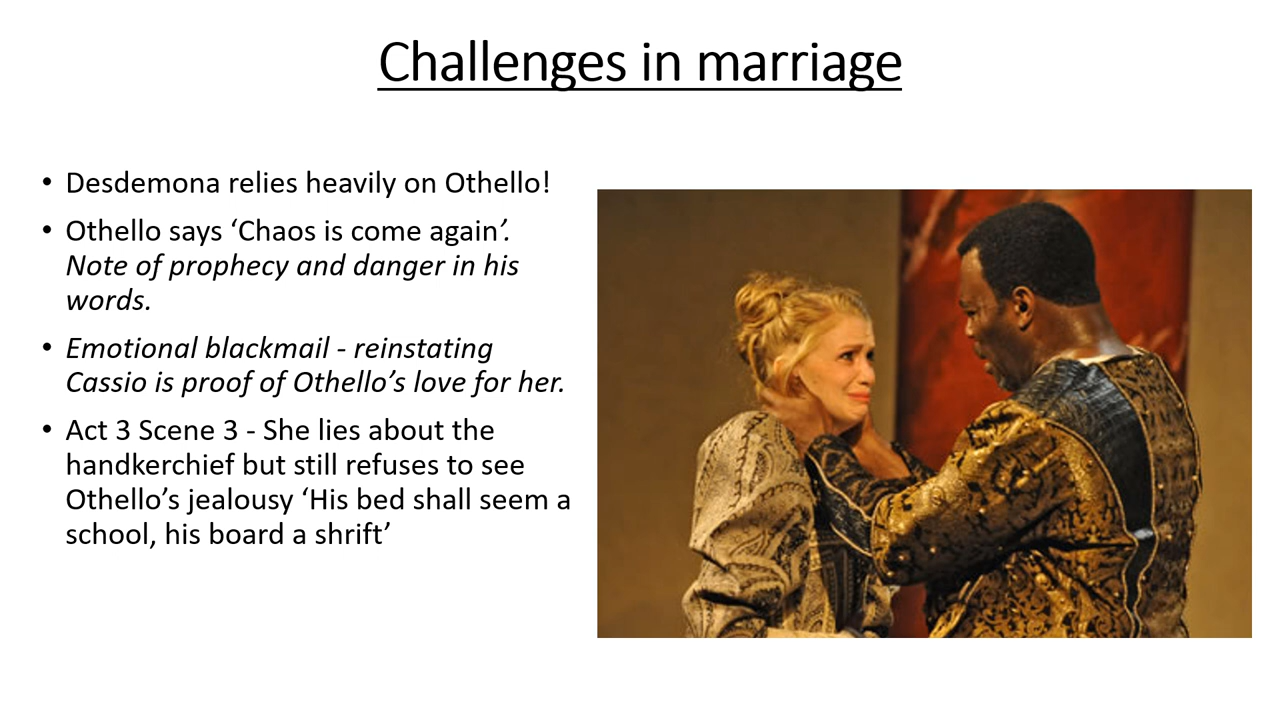 Challenges in marriage
• Desdemona relies heavily on Othello!
• Othello says ‘Chaos is come again’.
Note of prophecy and danger in his
words.
• Emotional blackmail - reinstating
Cassio is proof of Othello’s love for her.
• Act 3 Scene 3 - She lies about the
handkerchief but still refuses to see
Othello’s jealousy ‘His bed shall seem a
school, his board a shrift’